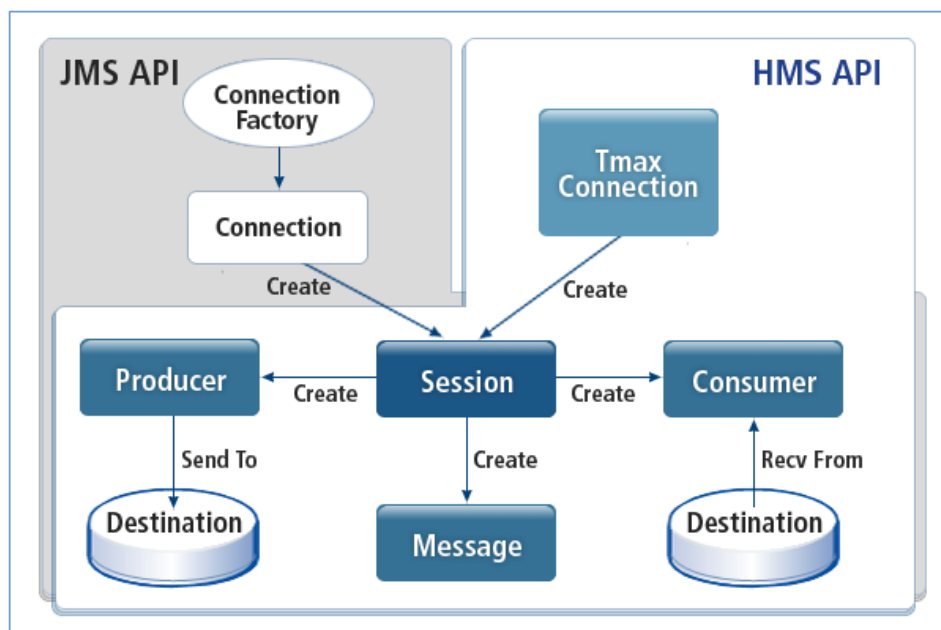 JMS API
HMS API
Connection
Factory
Tmax
Connection
Connection
Create
Create
Producer
Create
Session
Create
Consumer
Send To
Create
Recv From
Destination
Message
Destination